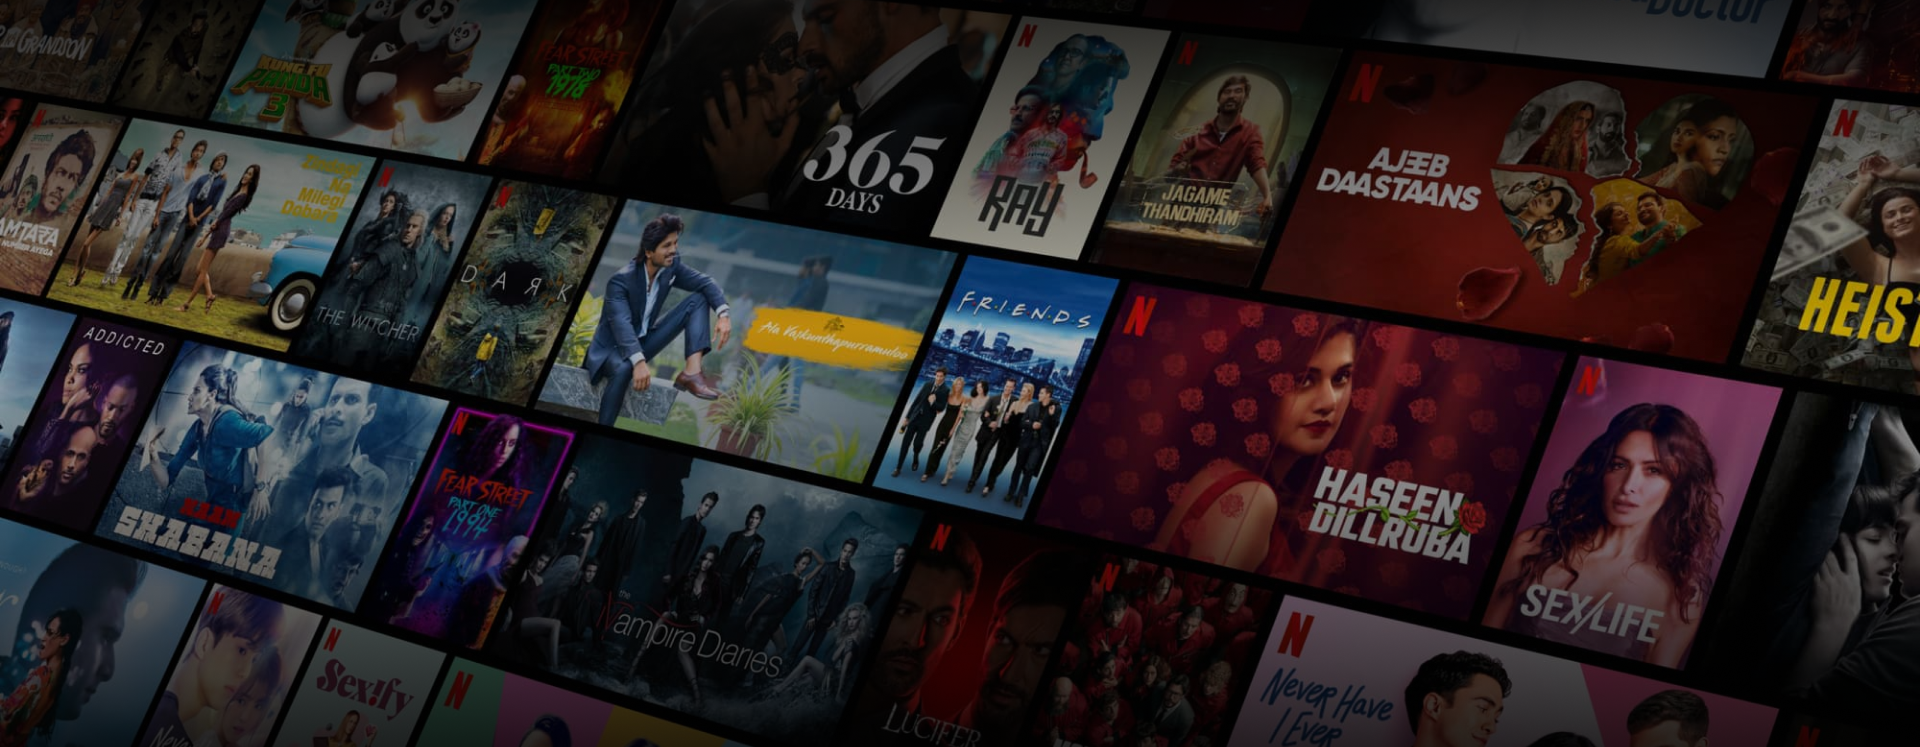 GRANDSON
KUNG FU
PANDA
3
FEAR STREET
PART TWO
1978
365
DAYS
RAY
JAGAME
THANDHIRAM
AJEEB
DAASTAANS
DOCTOR
HEIST
Zindagi
Na
Milegi
Dobara
THE WITCHER
DARK
Ala Vaikunthapurramuloo
F·R·I·E·N·D·S
HASEEN
DILLRUBA
SEX/LIFE
ADDICTED
NAAM
SHABANA
FEAR STREET
PART ONE
1994
the
Vampire Diaries
LUCIFER
Never Have
I Ever
Sex!fy
Never